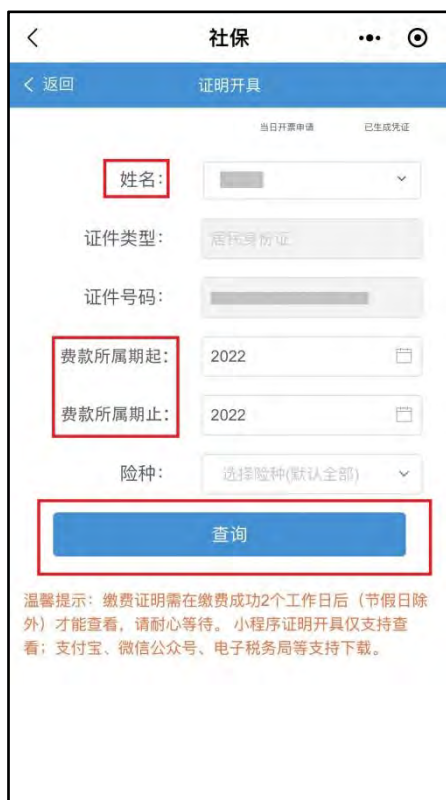 社保
返回 证明开具
当日开票申请 已生成凭证
姓名：
证件类型： 居民身份证
证件号码：
费款所属期起： 2022
费款所属期止： 2022
险种： 选择险种(默认全部)
查询
温馨提示：缴费证明需在缴费成功2个工作日后（节假日除
外）才能查看，请耐心等待。小程序证明开具仅支持查
看；支付宝、微信公众号、电子税务局等支持下载。